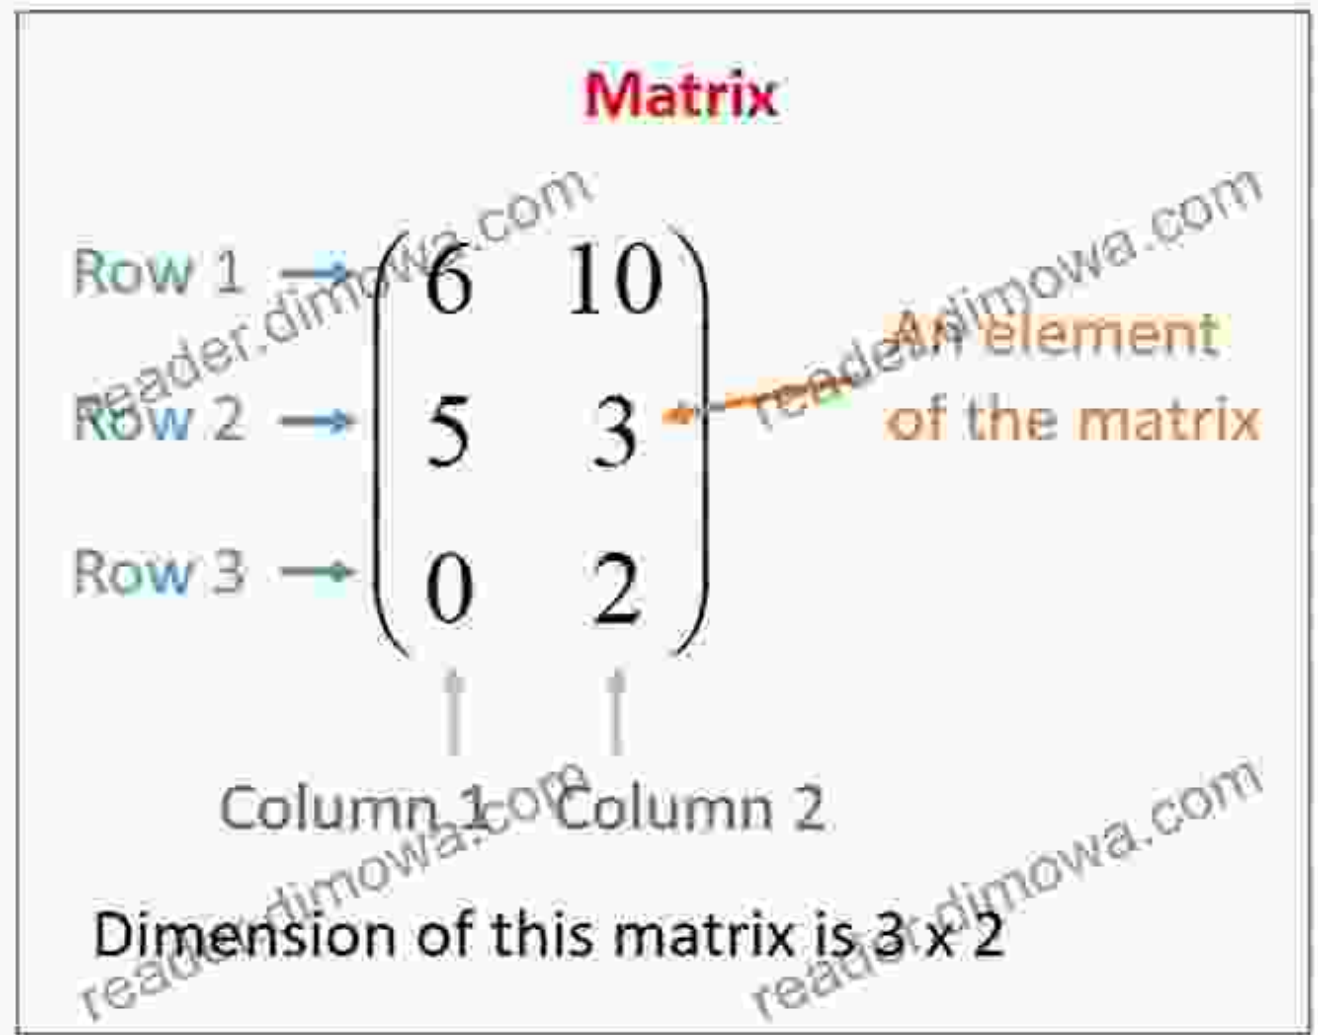 Matrix
Row 1 6 10
Row 2 5 3
Row 3 0 2
An element
of the matrix
Column 1 Column 2
Dimension of this matrix is 3 x 2
reader.dimowa.com
reader.dimowa.com
reader.dimowa.com
reader.dimowa.com